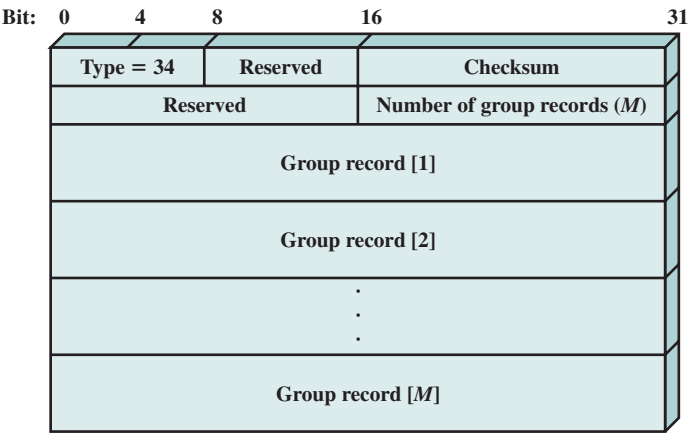 Bit: 0 4 8 16 31
Type = 34 Reserved Checksum
Reserved Number of group records (M)
Group record [1]
Group record [2]
.
.
.
Group record [M]